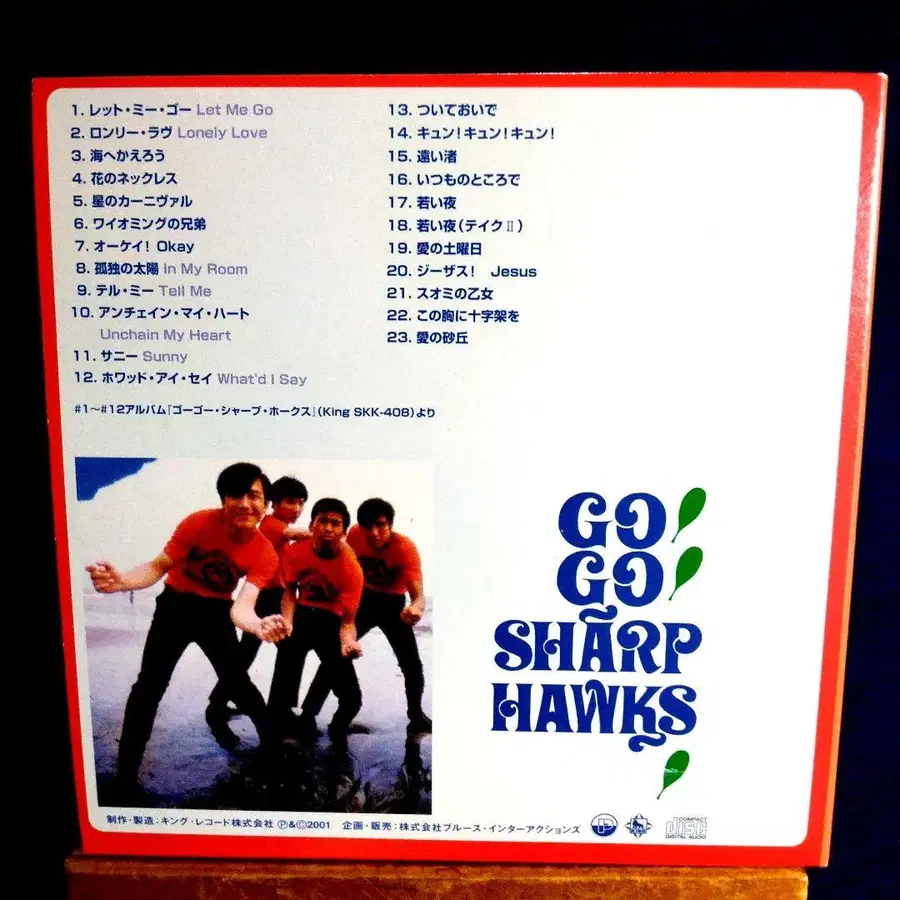 1. レット・ミー・ゴー Let Me Go
2. ロンリー・ラヴ Lonely Love
3. 海へかえろう
4. 花のネックレス
5. 星のカーニヴァル
6. ワイオミングの兄弟
7. オーケイ! Okay
8. 孤独の太陽 In My Room
9. テル・ミー Tell Me
10. アンチェイン・マイ・ハート
Unchain My Heart
11. サニー Sunny
12. ホワッド・アイ・セイ What'd I Say
13. ついておいで
14. キュン!キュン!キュン!
15. 遠い渚
16. いつものところで
17. 若い夜
18. 若い夜(テイクⅡ)
19. 愛の土曜日
20. ジーザス! Jesus
21. スオミの乙女
22. この胸に十字架を
23. 愛の砂丘
#1〜#12アルバム『ゴーゴー・シャープ・ホークス』(King SKK-408)より
GO!
GO!
SHARP
HAWKS!
制作・製造:キング・レコード株式会社 Ⓟ&©2001 企画・販売:株式会社ブルース・インターアクションズ
P
COMPACT
disc
DIGITAL AUDIO